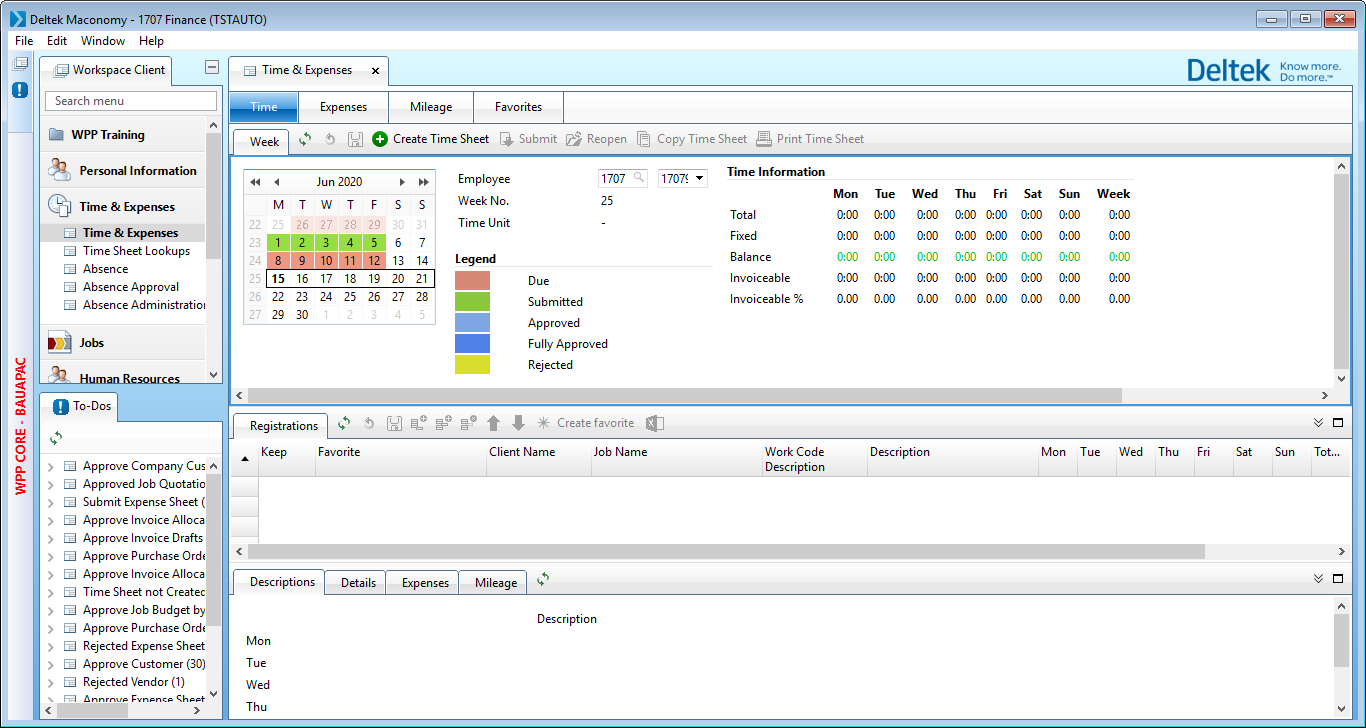 Deltek Maconomy - 1707 Finance (TSTAUTO)
File Edit Window Help
Workspace Client
Search menu
WPP Training
Personal Information
Time & Expenses
Time & Expenses
Time Sheet Lookups
Absence
Absence Approval
Absence Administration
Jobs
Human Resources
WPP CORE - BAUAPAC
To-Dos
Approve Company Cus
Approved Job Quotatio
Submit Expense Sheet (
Approve Invoice Alloca
Approve Invoice Drafts
Approve Purchase Orde
Approve Invoice Alloca
Time Sheet not Created
Approve Job Budget by
Approve Purchase Orde
Rejected Expense Sheet
Approve Customer (30)
Rejected Vendor (1)
Approve Expense Sheet
Time & Expenses
Deltek Know more.
Do more.™
Time Expenses Mileage Favorites
Week Create Time Sheet Submit Reopen Copy Time Sheet Print Time Sheet
Jun 2020
M T W T F S S
22 25 26 27 28 29 30 31
23 1 2 3 4 5 6 7
24 8 9 10 11 12 13 14
25 15 16 17 18 19 20 21
26 22 23 24 25 26 27 28
27 29 30 1 2 3 4 5
Employee 1707 17079
Week No. 25
Time Unit -
Legend
Due
Submitted
Approved
Fully Approved
Rejected
Time Information
Mon Tue Wed Thu Fri Sat Sun Week
Total 0:00 0:00 0:00 0:00 0:00 0:00 0:00 0:00
Fixed 0:00 0:00 0:00 0:00 0:00 0:00 0:00 0:00
Balance 0:00 0:00 0:00 0:00 0:00 0:00 0:00 0:00
Invoiceable 0:00 0:00 0:00 0:00 0:00 0:00 0:00 0:00
Invoiceable % 0.00 0.00 0.00 0.00 0.00 0.00 0.00 0.00
Registrations Create favorite
Keep Favorite Client Name Job Name Work Code Description Description Mon Tue Wed Thu Fri Sat Sun Tot...
Descriptions Details Expenses Mileage
Description
Mon
Tue
Wed
Thu